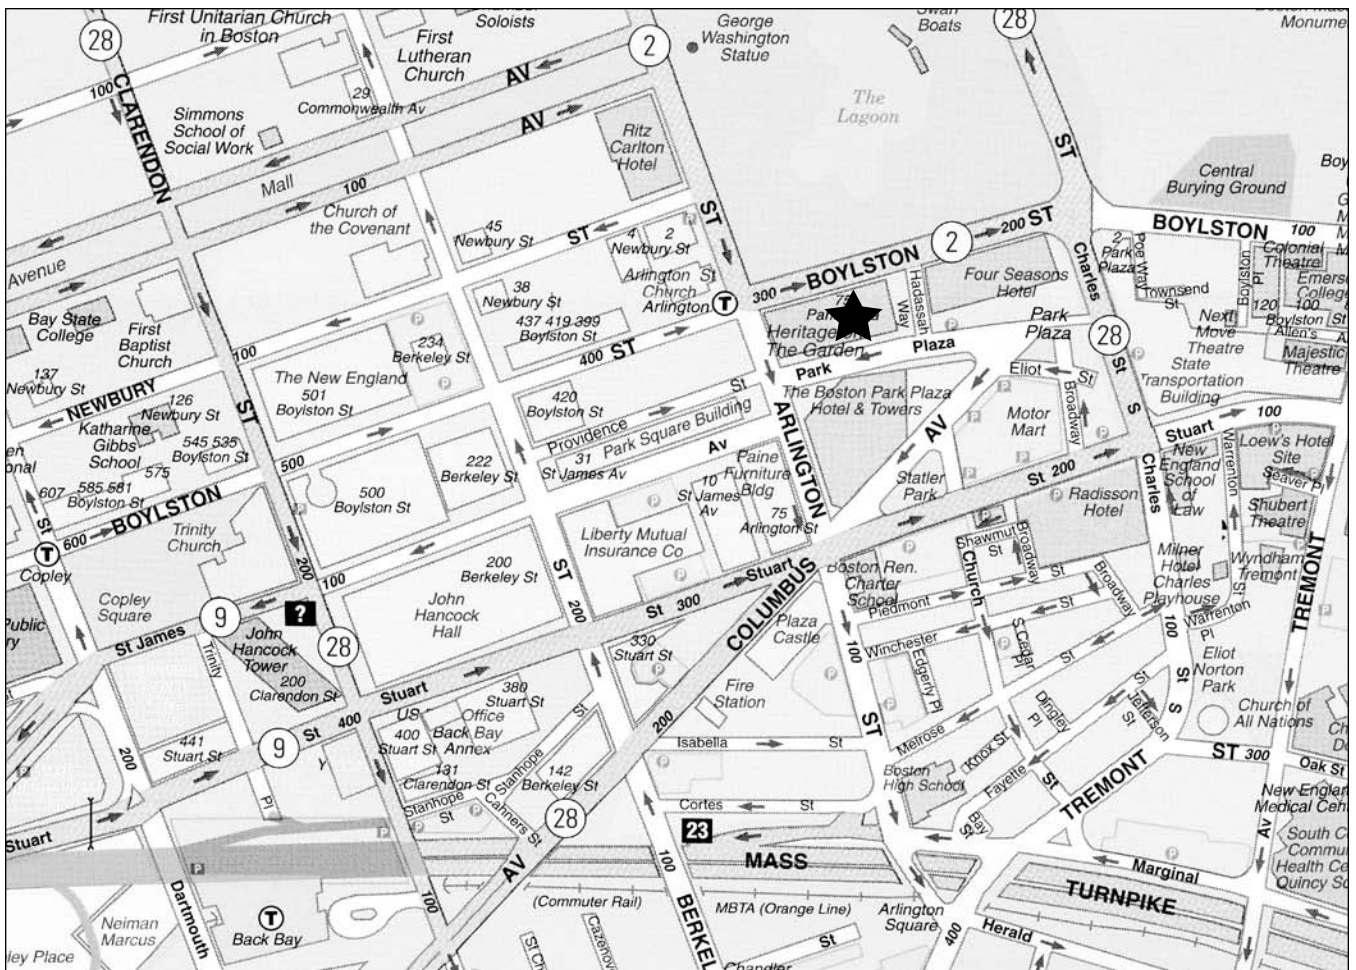 28
First Unitarian Church
in Boston
Soloists
First
Lutheran
Church
2
George
Washington
Statue
Swan
Boats
28
Monume
CLARENDON
100
29
Commonwealth Av
AV
AV
Simmons
School of
Social Work
Ritz
Carlton
Hotel
The
Lagoon
ST
Central
Burying Ground
Mall
100
Church of
the Covenant
45
Newbury St
ST
4
2
Newbury St
ST
P
BOYLSTON
2
200
ST
BOYLSTON
100
Avenue
Arlington St
Church
Arlington
T
300
Four Seasons
Hotel
Hadassah
Way
Charles
2
Park
Plaza
Poe Way
Townsend
St
Boylston
Pl
Colonial
Theatre
Emerse
College
Bay State
College
First
Baptist
Church
38
Newbury St
437 419 399
Boylston St
400
ST
Heritage
The Garden
Park
Plaza
Park
Plaza
28
St
Next
Move
Theatre
120
100
Boylston
St
Allen's
Majestic
Theatre
State
Transportation
Building
100
234
Berkeley St
P
The New England
501
Boylston St
137
Newbury St
NEWBURY
126
Newbury St
Katharine
Gibbs
School
ST
545 535
Boylston St
575
585 581
Boylston St
BOYLSTON
607
St
600
T
Copley
500
420
Boylston St
Providence
St
Park Square Building
31
St James Av
Av
The Boston Park Plaza
Hotel & Towers
ARLINGTON
AV
Eliot
St
Broadway
Motor
Mart
P
S
Stuart
100
222
Berkeley St
500
Boylston St
Paine
Furniture
Bldg
10
St James
Av
75
Arlington St
Statler
Park
St
200
Radisson
Hotel
New
England
School
of
Law
Charles
Warrenton
St
Loew's Hotel
Site
Seaver Pl
Shubert
Theatre
Trinity
Church
Liberty Mutual
Insurance Co
P
Copley
Square
200
100
200
Berkeley St
ST
200
Stuart
COLUMBUS
Boston Ren.
Charter
School
Shawmut
St
Broadway
Church
Broadway
Milner
Hotel
Charles
Playhouse
Wyndham
Tremont
TREMONT
9
?
John
Hancock
Hall
St
300
Plaza
Castle
Piedmont
St
Winchester
St
Edgerly Pl
S Cedar
Pl
100
Warrenton
Pl
Public
St James
Trinity
Pl
John
Hancock
Tower
200
Clarendon St
28
Stuart
400
St
9
330
Stuart St
Fire
Station
100
ST
Eliot
Norton
Park
Church of
All Nations
441
Stuart St
380
Stuart St
Office
Back Bay
Annex
400
Stuart St
131
Clarendon St
Stanhope
St
Stanhope
St
142
Berkeley St
Cahners St
28
200
Isabella
St
Melrose
St
Dingley
Pl
Knox St
Fayette
St
Jefferson
St
TREMONT
ST
300
Oak St
200
Cortes
St
23
Boston
High School
Bay
St
New Englan
Medical Cen
Stuart
Dartmouth
AV
100
100
MASS
Marginal
TURNPIKE
Av
South C
Commu
Health C
Quincy Sc
Neiman
Marcus
T
Back Bay
(Commuter Rail)
BERKEL
MBTA (Orange Line)
Arlington
Square
400
Herald
St
ley Place
St Ch
Cazenov
Chandler